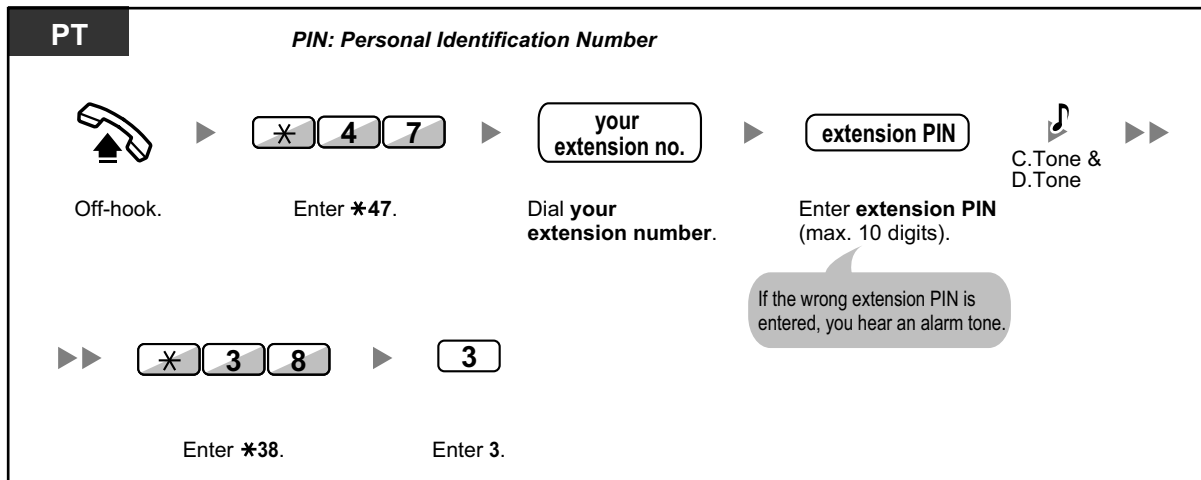 PT
PIN: Personal Identification Number
* 4 7
your
extension no.
extension PIN
C.Tone &
D.Tone
Off-hook.
Enter *47.
Dial your
extension number.
Enter extension PIN
(max. 10 digits).
If the wrong extension PIN is
entered, you hear an alarm tone.
* 3 8
3
Enter *38.
Enter 3.